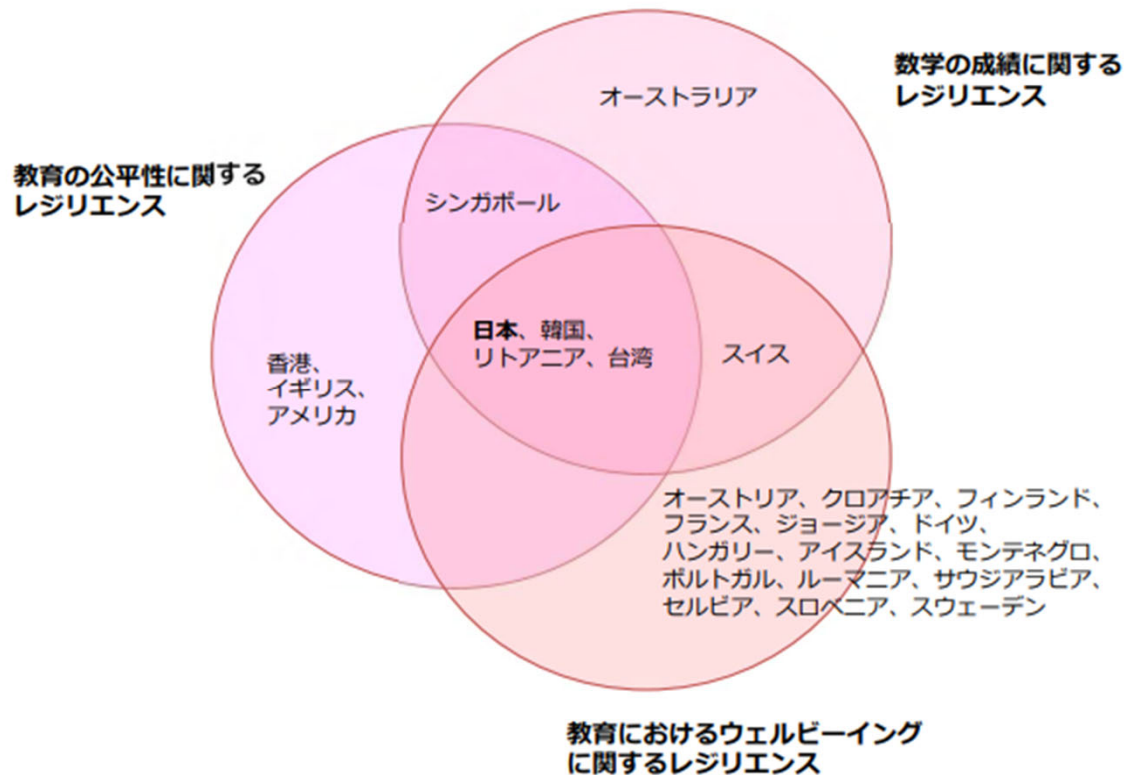 数学の成績に関する
レジリエンス
オーストラリア
教育の公平性に関する
レジリエンス
シンガポール
日本、韓国、
リトアニア、台湾
スイス
香港、
イギリス、
アメリカ
オーストリア、クロアチア、フィンランド、
フランス、ジョージア、ドイツ、
ハンガリー、アイスランド、モンテネグロ、
ポルトガル、ルーマニア、サウジアラビア、
セルビア、スロベニア、スウェーデン
教育におけるウェルビーイング
に関するレジリエンス